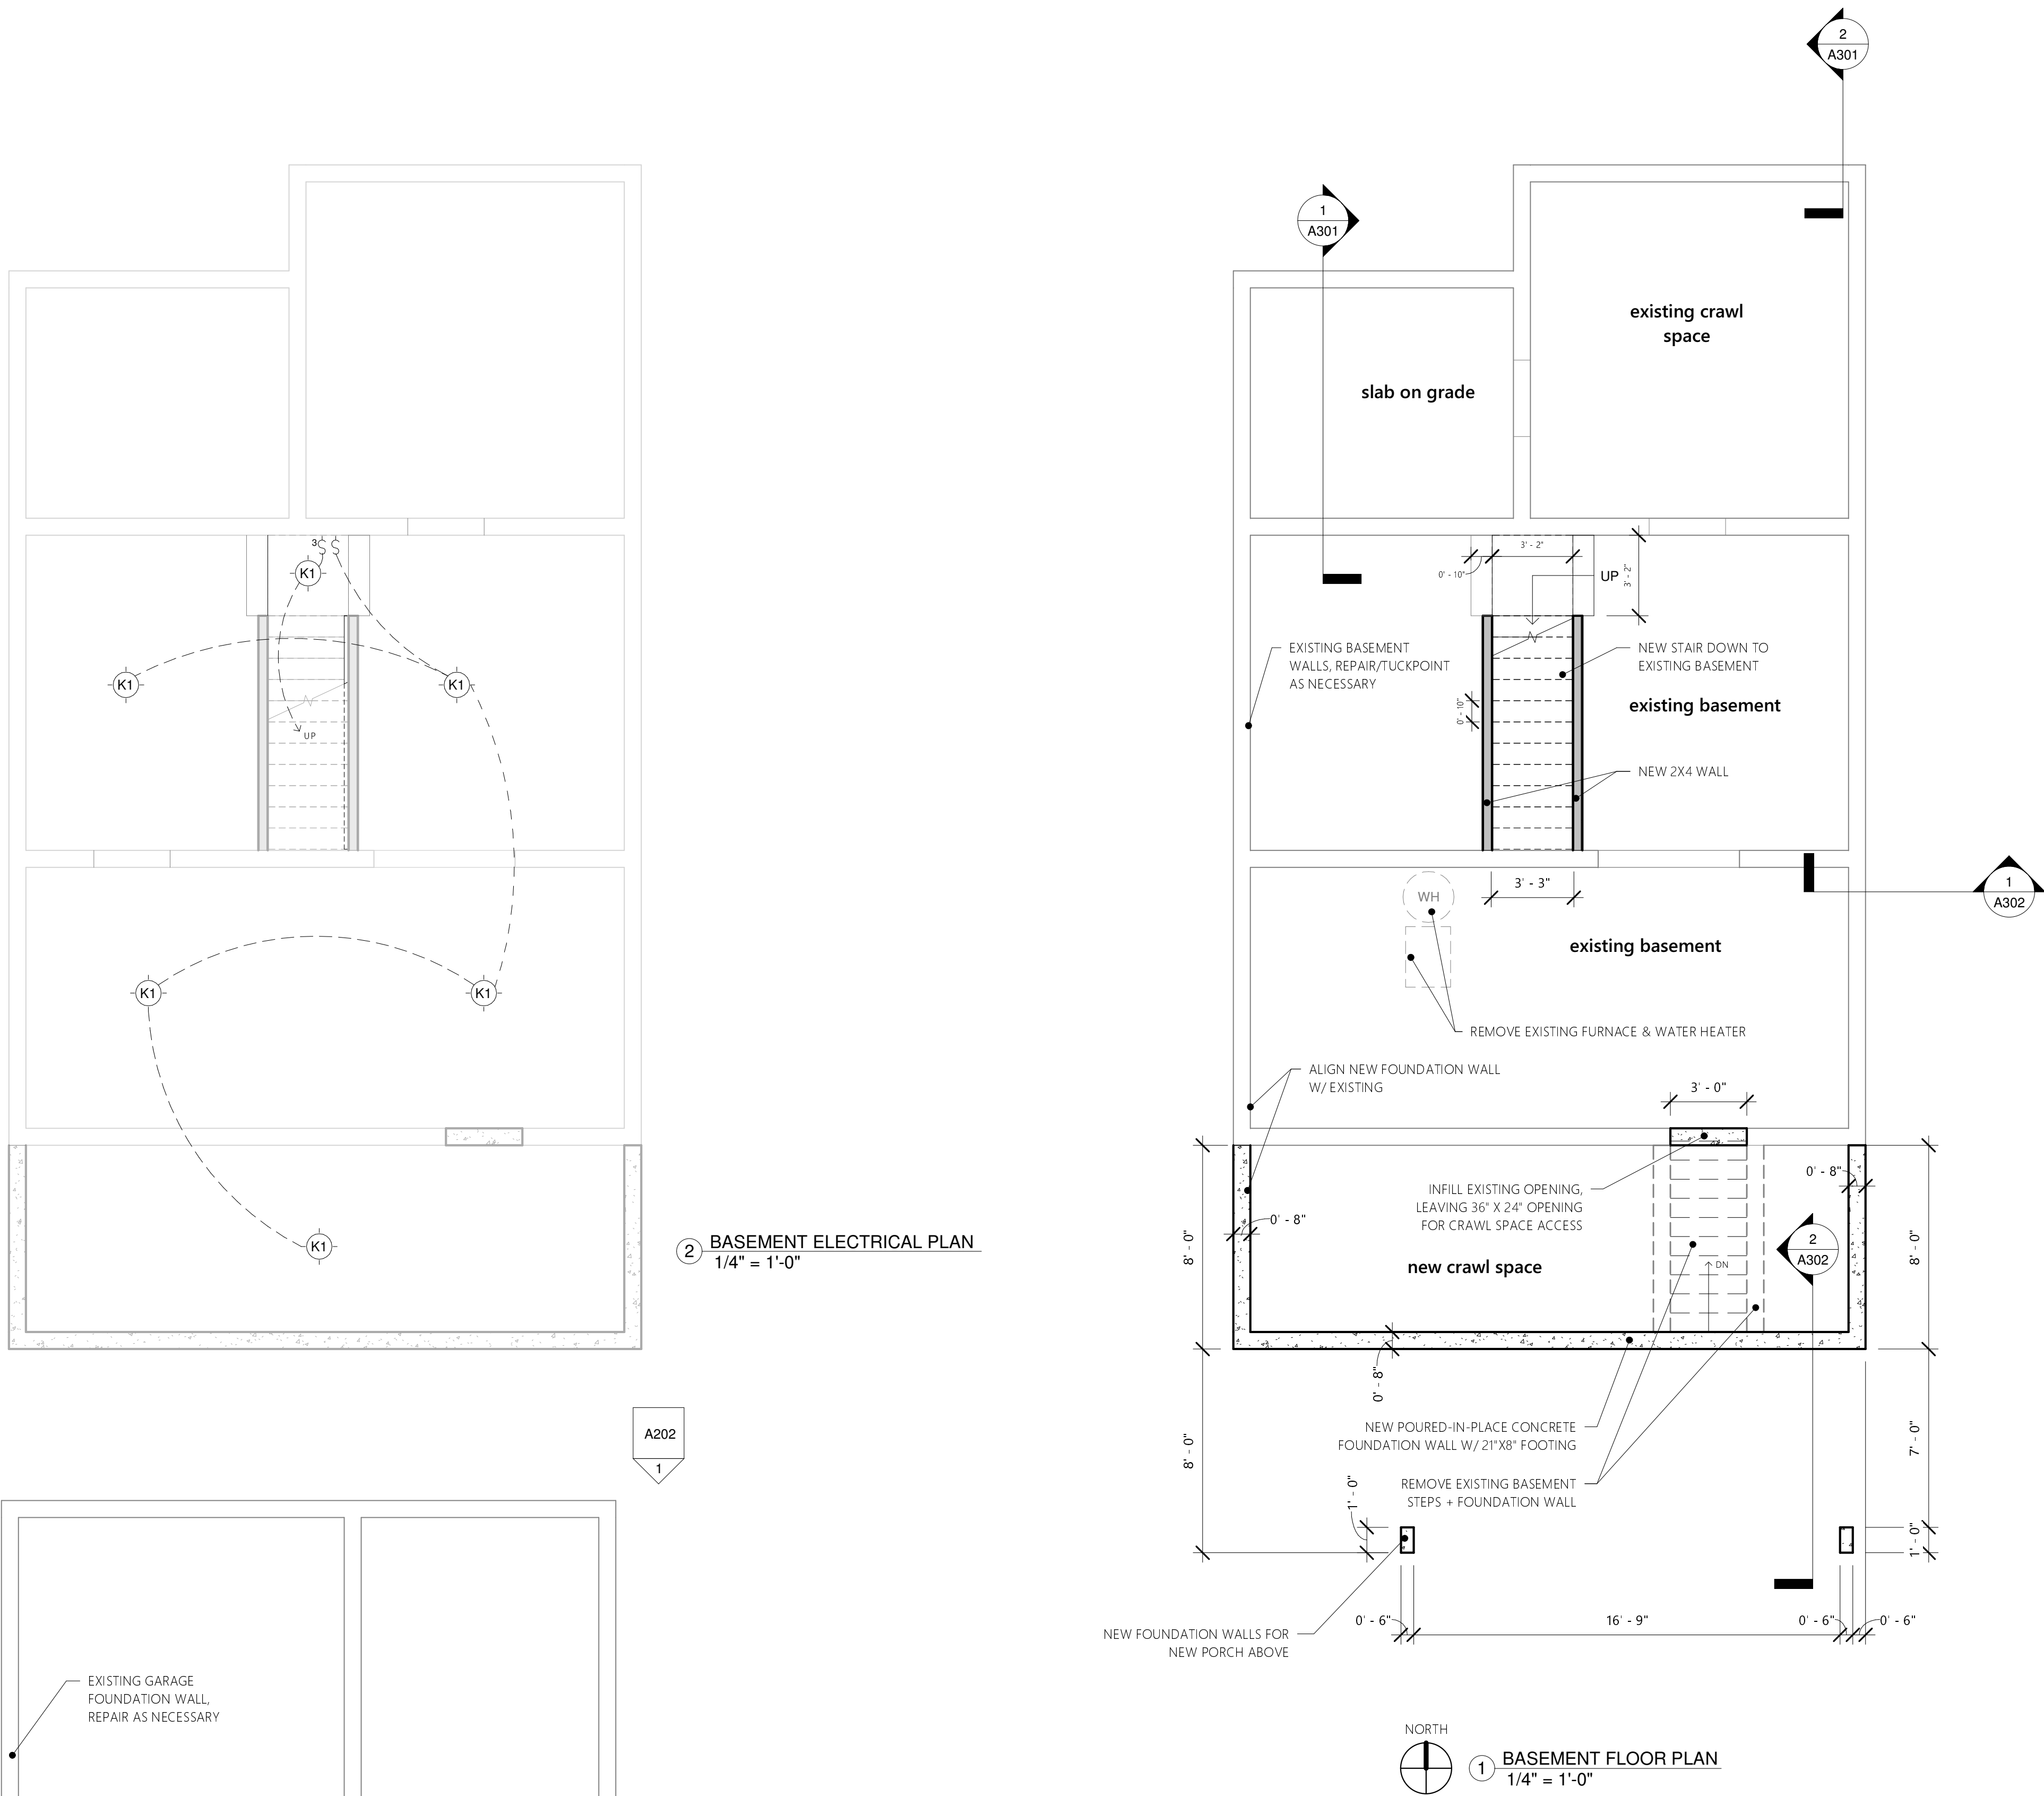 3
K1
K1
K1
UP
K1
K1
K1
2 BASEMENT ELECTRICAL PLAN
1/4" = 1'-0"
A202
1
EXISTING GARAGE
FOUNDATION WALL,
REPAIR AS NECESSARY
2
A301
1
A301
existing crawl
space
slab on grade
3' - 2"
0' - 10"
UP
3' - 2"
EXISTING BASEMENT
WALLS, REPAIR/TUCKPOINT
AS NECESSARY
NEW STAIR DOWN TO
EXISTING BASEMENT
0' - 10"
existing basement
NEW 2X4 WALL
3' - 3"
1
A302
WH
existing basement
REMOVE EXISTING FURNACE & WATER HEATER
ALIGN NEW FOUNDATION WALL
W/ EXISTING
3' - 0"
0' - 8"
INFILL EXISTING OPENING,
LEAVING 36" X 24" OPENING
FOR CRAWL SPACE ACCESS
0' - 8"
8' - 0"
8' - 0"
2
A302
new crawl space
DN
0' - 8"
NEW POURED-IN-PLACE CONCRETE
FOUNDATION WALL W/ 21"X8" FOOTING
8' - 0"
7' - 0"
REMOVE EXISTING BASEMENT
STEPS + FOUNDATION WALL
1' - 0"
1' - 0"
0' - 6"
16' - 9"
0' - 6"
0' - 6"
NEW FOUNDATION WALLS FOR
NEW PORCH ABOVE
NORTH
1 BASEMENT FLOOR PLAN
1/4" = 1'-0"